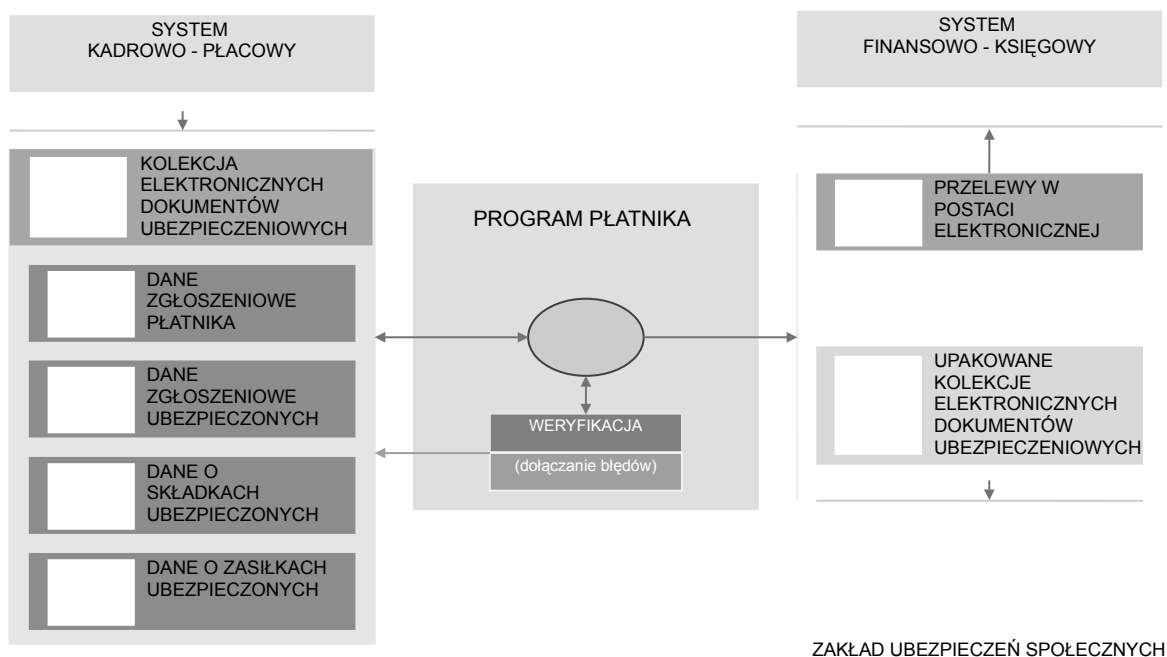 SYSTEM
KADROWO - PŁACOWY
SYSTEM
FINANSOWO - KSIĘGOWY
KOLEKCJA
ELEKTRONICZNYCH
DOKUMENTÓW
UBEZPIECZENIOWYCH
DANE
ZGŁOSZENIOWE
PŁATNIKA
DANE
ZGŁOSZENIOWE
UBEZPIECZONYCH
DANE O
SKŁADKACH
UBEZPIECZONYCH
DANE O ZASIŁKACH
UBEZPIECZONYCH
PROGRAM PŁATNIKA
WERYFIKACJA
(dołączanie błędów)
PRZELEWY W
POSTACI
ELEKTRONICZNEJ
UPAKOWANE
KOLEKCJE
ELEKTRONICZNYCH
DOKUMENTÓW
UBEZPIECZENIOWYCH
ZAKŁAD UBEZPIECZEŃ SPOŁECZNYCH